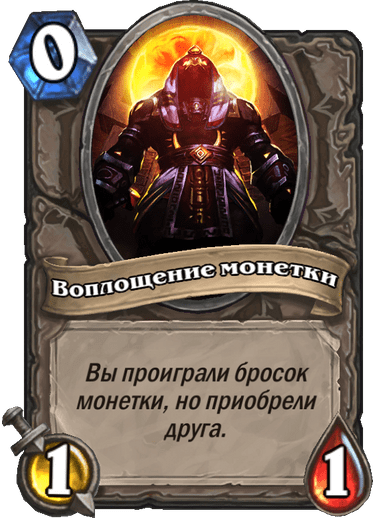 0
Воплощение монетки
Вы проиграли бросок
монетки, но приобрели
друга.
1
1